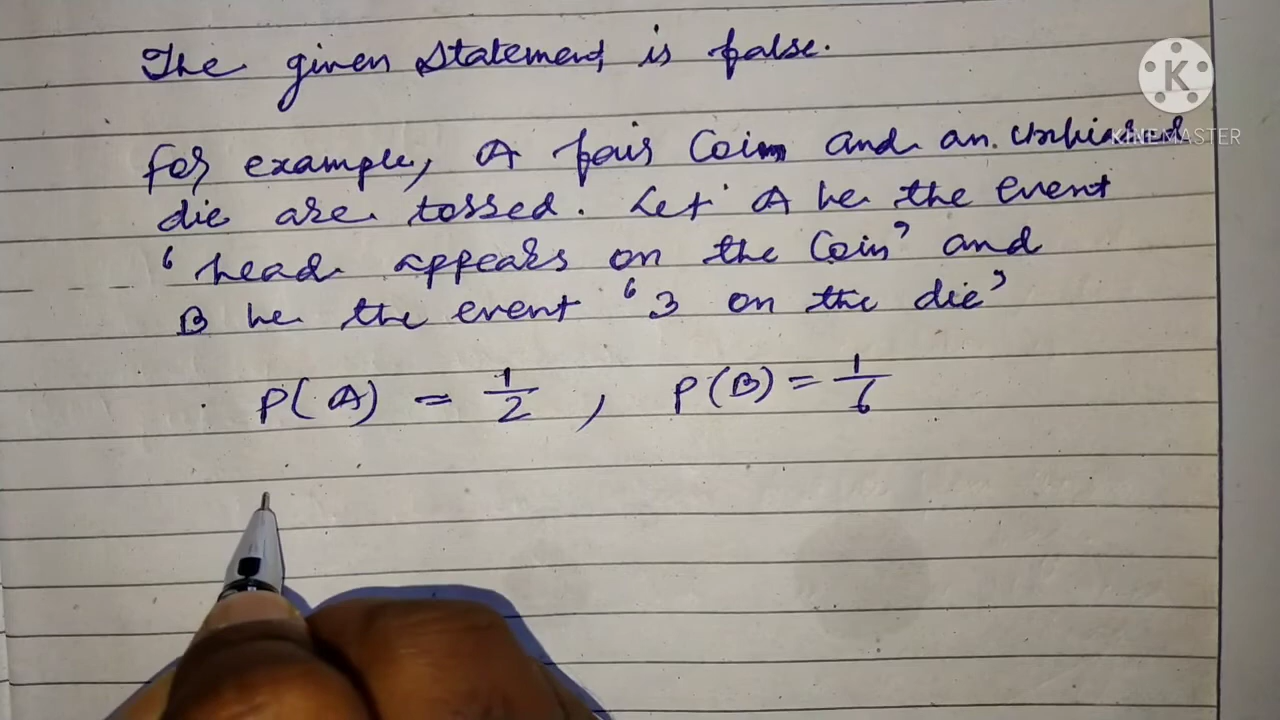 The given statement is false.
K
KINEMASTER
For example, A fair Coin and an unbiased
die are tossed. Let A be the event
'head appears on the Coin' and
B be the event '3 on the die'
P(A) = 1/2 , P(B) = 1/6